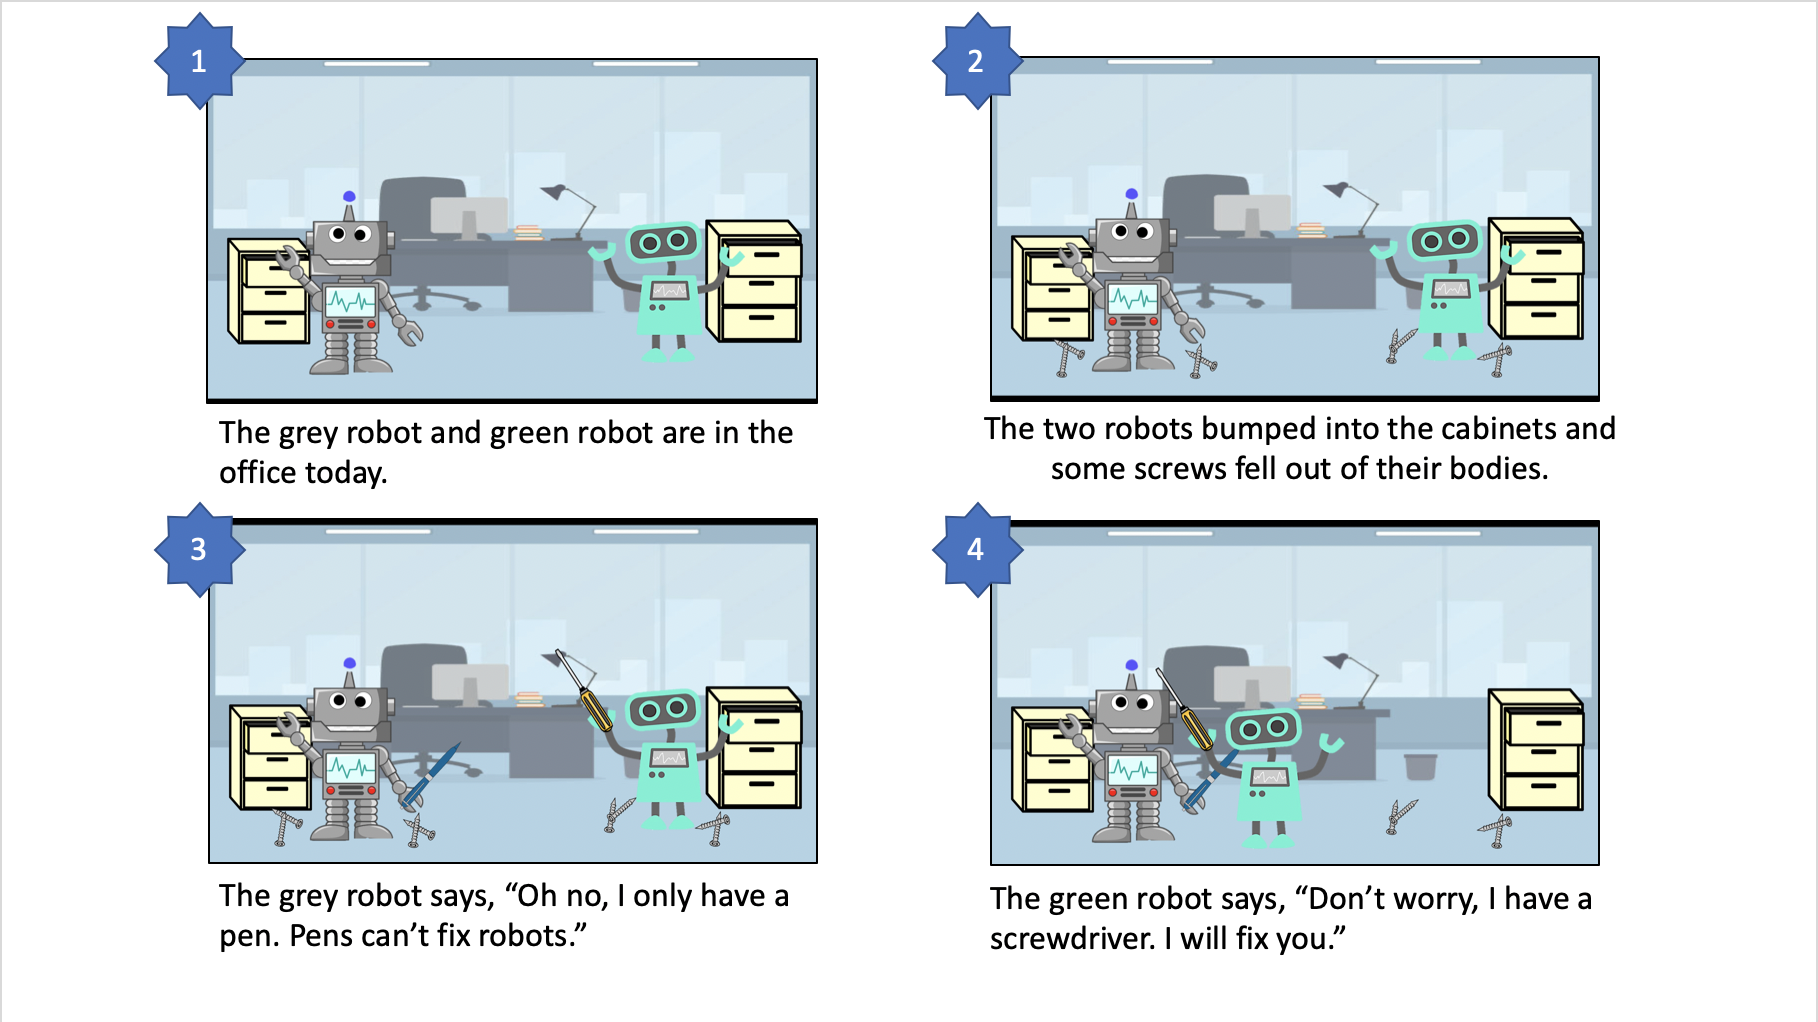 1
The grey robot and green robot are in the
office today.
2
The two robots bumped into the cabinets and
some screws fell out of their bodies.
3
The grey robot says, “Oh no, I only have a
pen. Pens can’t fix robots.”
4
The green robot says, “Don’t worry, I have a
screwdriver. I will fix you.”